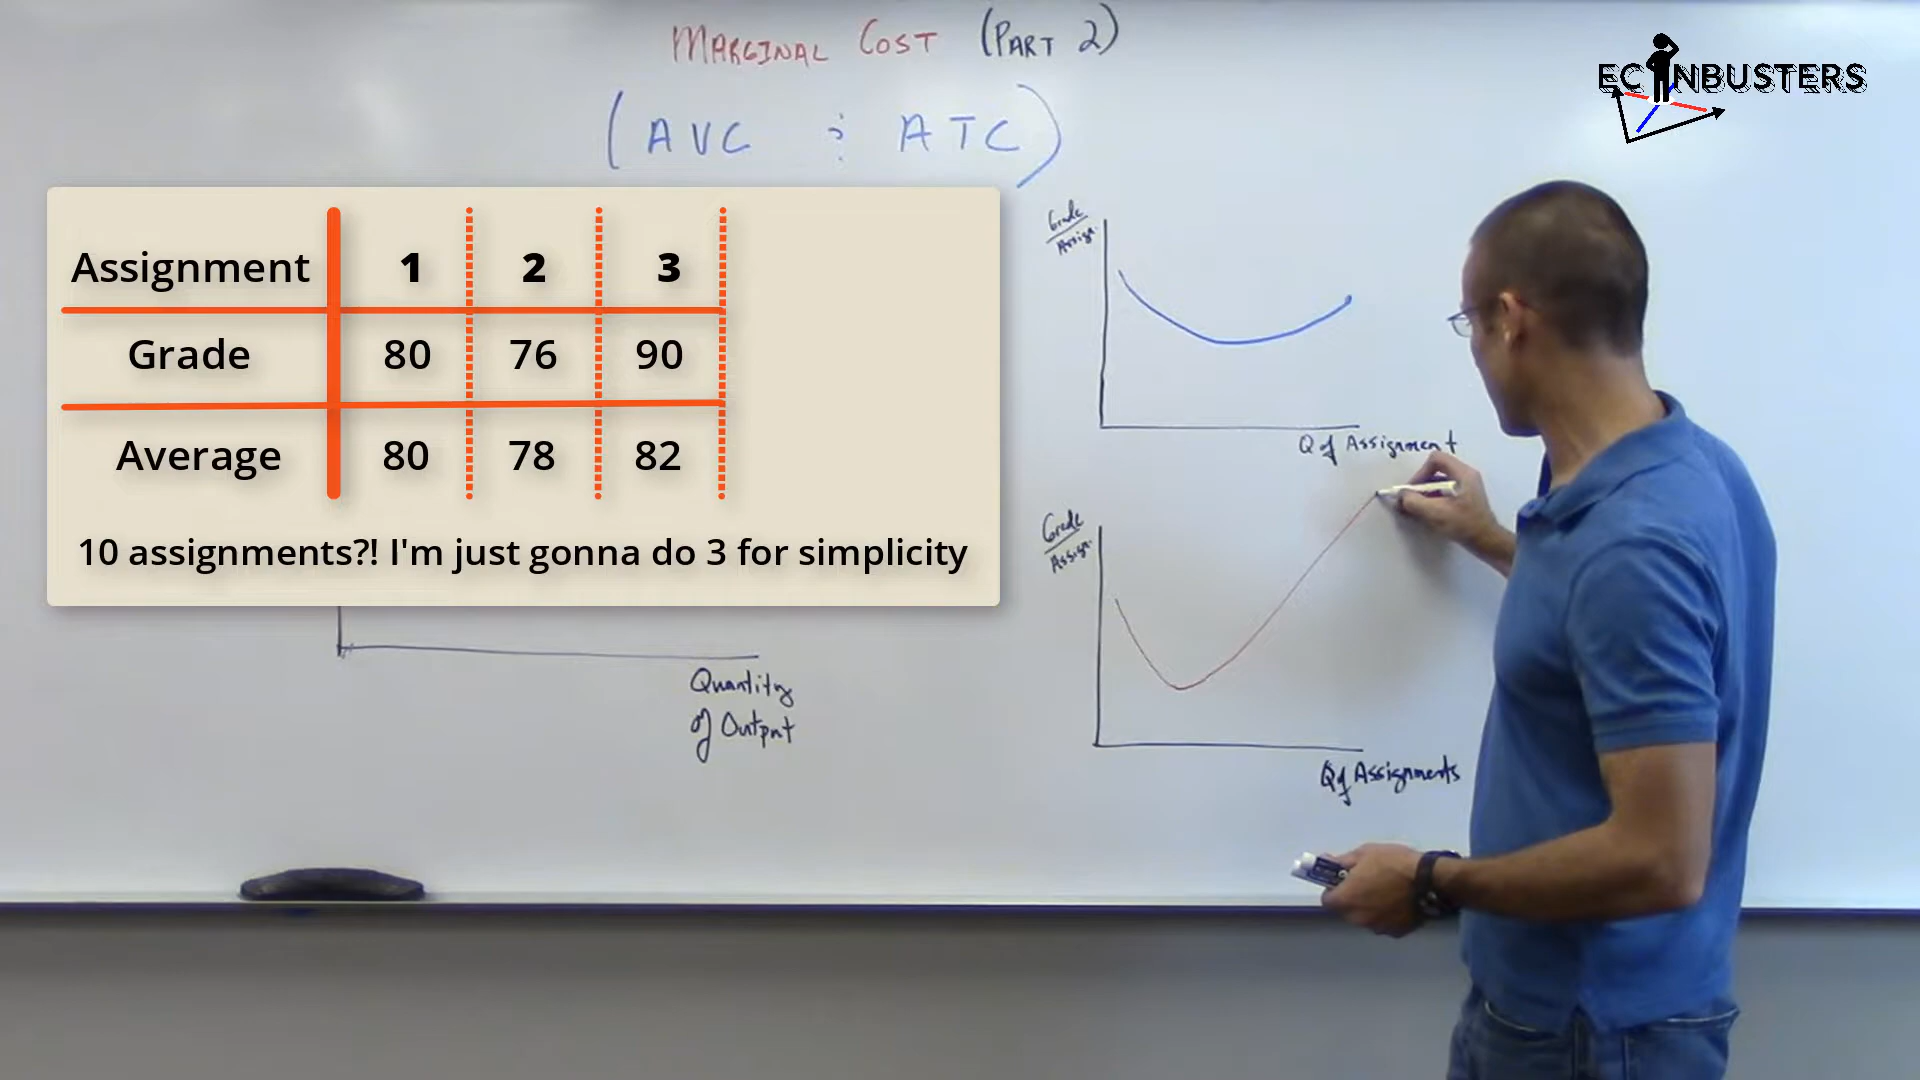 MARGINAL COST (PART 2)
(AVC & ATC)
ECONBUSTERS
Assignment 1 2 3
Grade 80 76 90
Average 80 78 82
10 assignments?! I'm just gonna do 3 for simplicity
Grade
Assign.
Q of Assignment
Grade
Assign.
Q of Assignments
Quantity
of Output